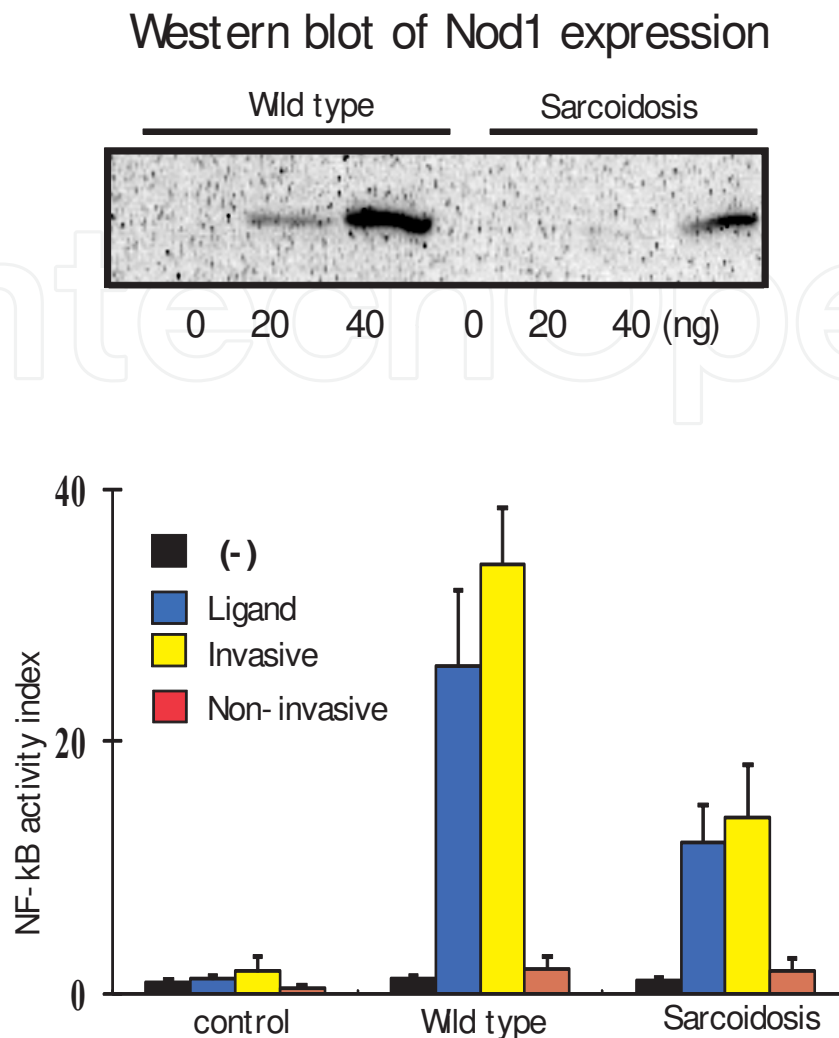 Western blot of Nod1 expression
Wild type Sarcoidosis
0 20 40 0 20 40 (ng)
40
(-)
Ligand
Invasive
Non-invasive
20
NF-kB activity index
0
control Wild type Sarcoidosis